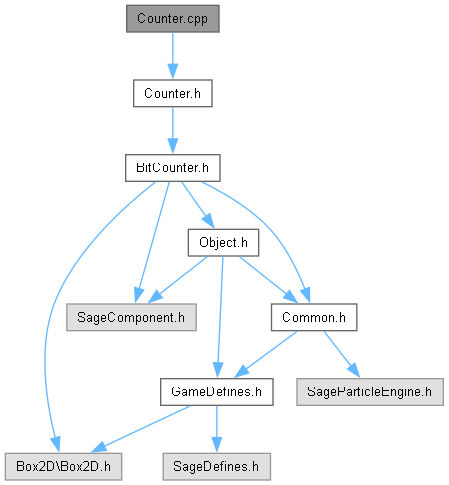 Counter.cpp
Counter.h
BitCounter.h
Object.h
SageComponent.h
Common.h
GameDefines.h
SageParticleEngine.h
Box2D\Box2D.h
SageDefines.h